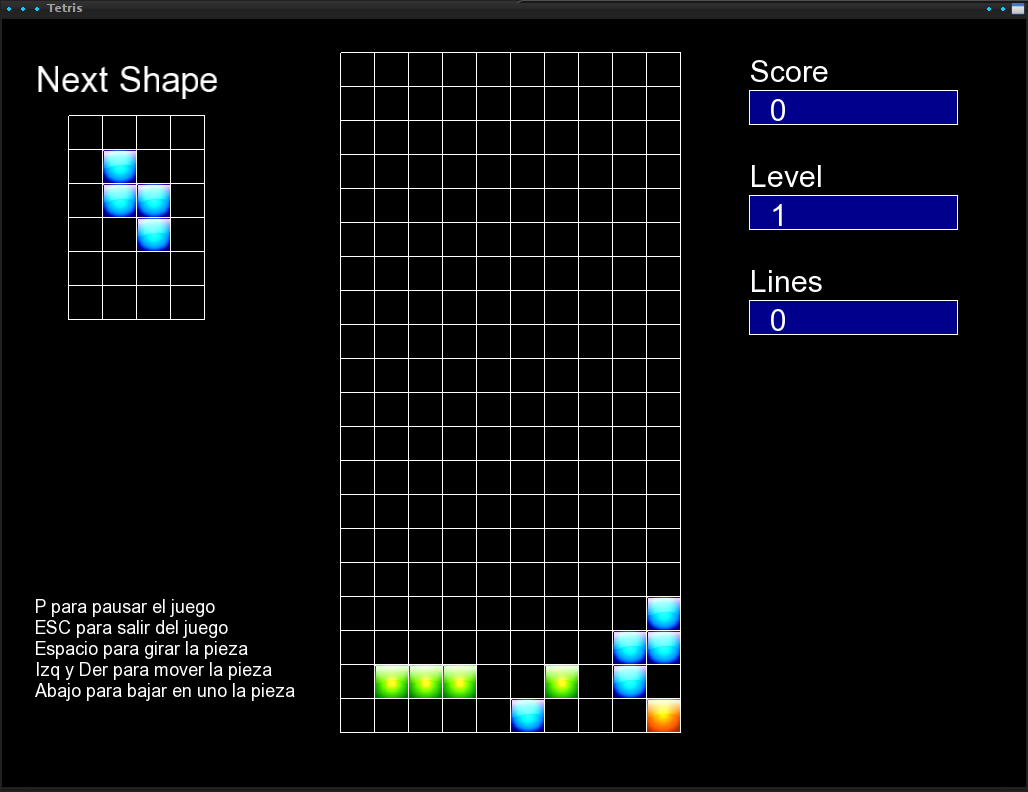 Tetris
Next Shape
Score
0
Level
1
Lines
0
P para pausar el juego
ESC para salir del juego
Espacio para girar la pieza
Izq y Der para mover la pieza
Abajo para bajar en uno la pieza